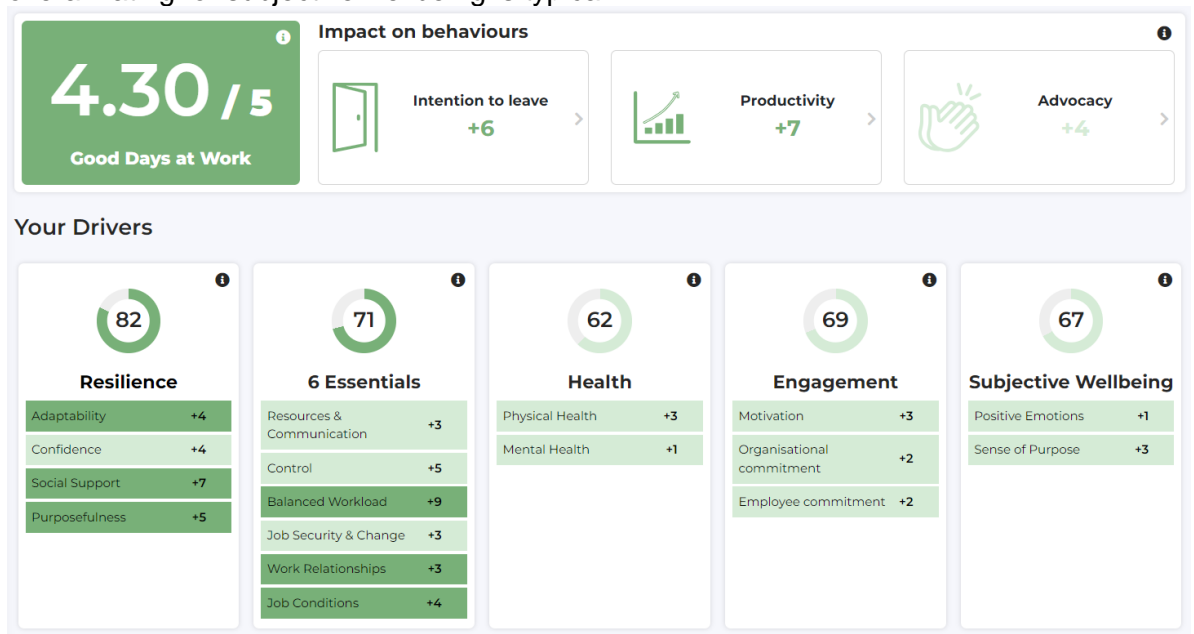 Impact on behaviours
4.30 / 5
Good Days at Work
Intention to leave
+6
Productivity
+7
Advocacy
+4
Your Drivers
82
Resilience
Adaptability +4
Confidence +4
Social Support +7
Purposefulness +5
71
6 Essentials
Resources &
Communication +3
Control +5
Balanced Workload +9
Job Security & Change +3
Work Relationships +3
Job Conditions +4
62
Health
Physical Health +3
Mental Health +1
69
Engagement
Motivation +3
Organisational
commitment +2
Employee commitment +2
67
Subjective Wellbeing
Positive Emotions +1
Sense of Purpose +3